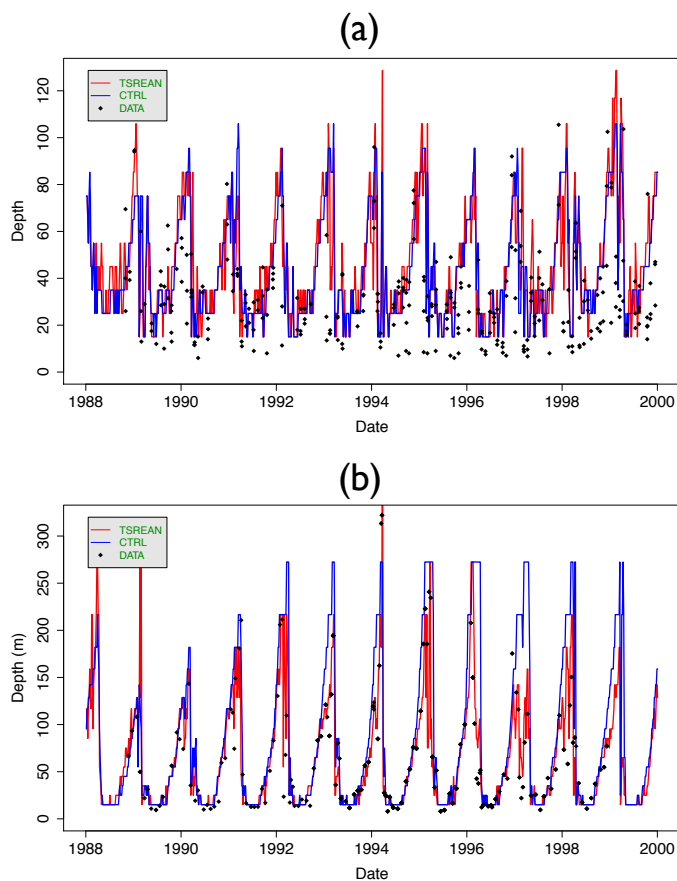 (a)
TSREAN
CTRL
DATA
Depth
0 20 40 60 80 100 120
1988 1990 1992 1994 1996 1998 2000
Date
(b)
TSREAN
CTRL
DATA
Depth (m)
0 50 100 150 200 250 300
1988 1990 1992 1994 1996 1998 2000
Date